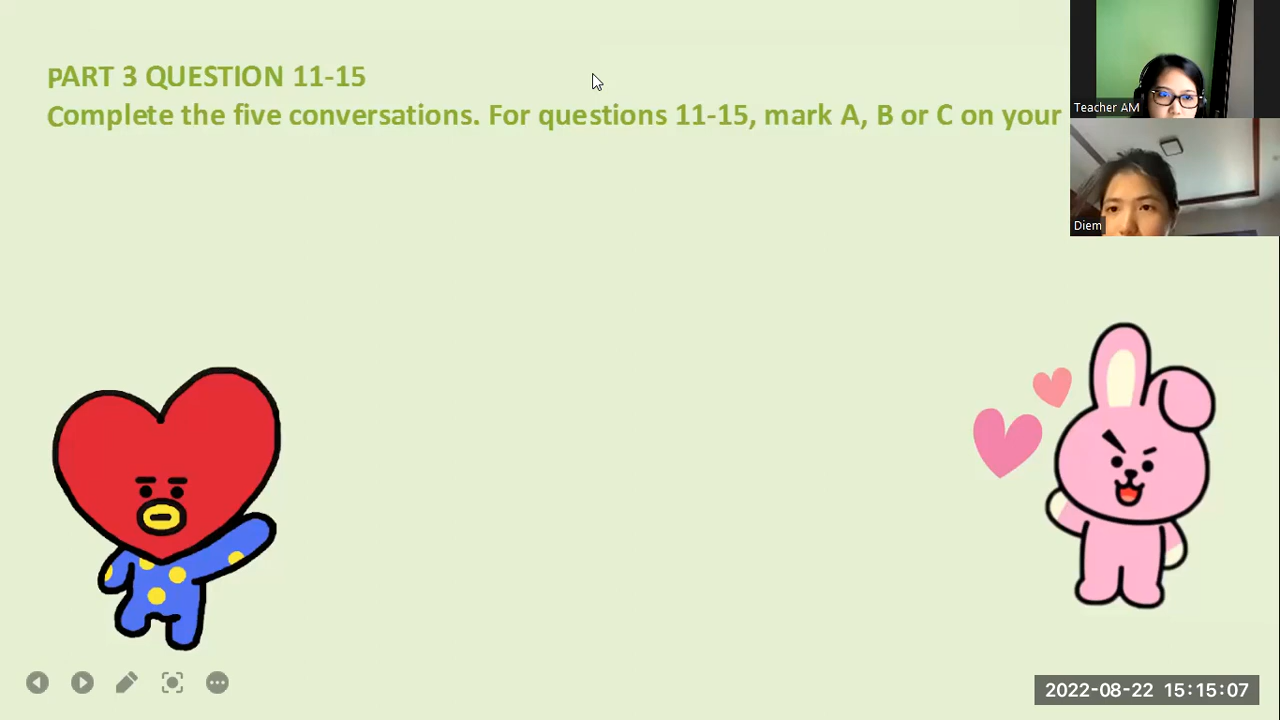 PART 3 QUESTION 11-15
Complete the five conversations. For questions 11-15, mark A, B or C on your
Teacher AM
Diem
2022-08-22 15:15:07